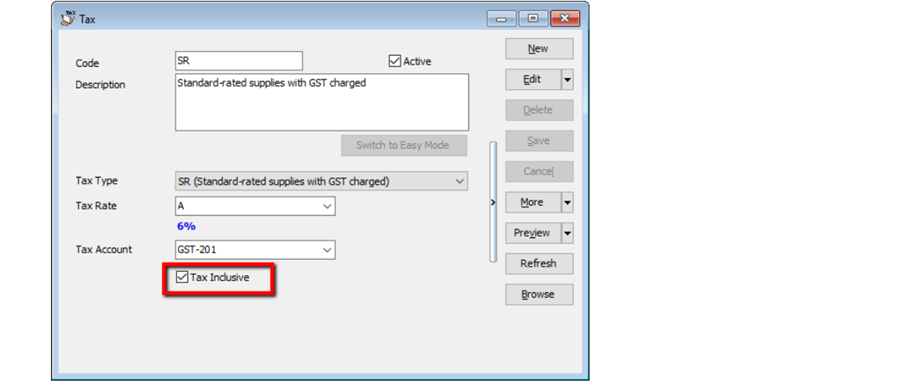 TAX
Tax
Code
SR
Active
Description
Standard-rated supplies with GST charged
Switch to Easy Mode
Tax Type
SR (Standard-rated supplies with GST charged)
Tax Rate
A
6%
Tax Account
GST-201
Tax Inclusive
New
Edit
Delete
Save
Cancel
More
Preview
Refresh
Browse